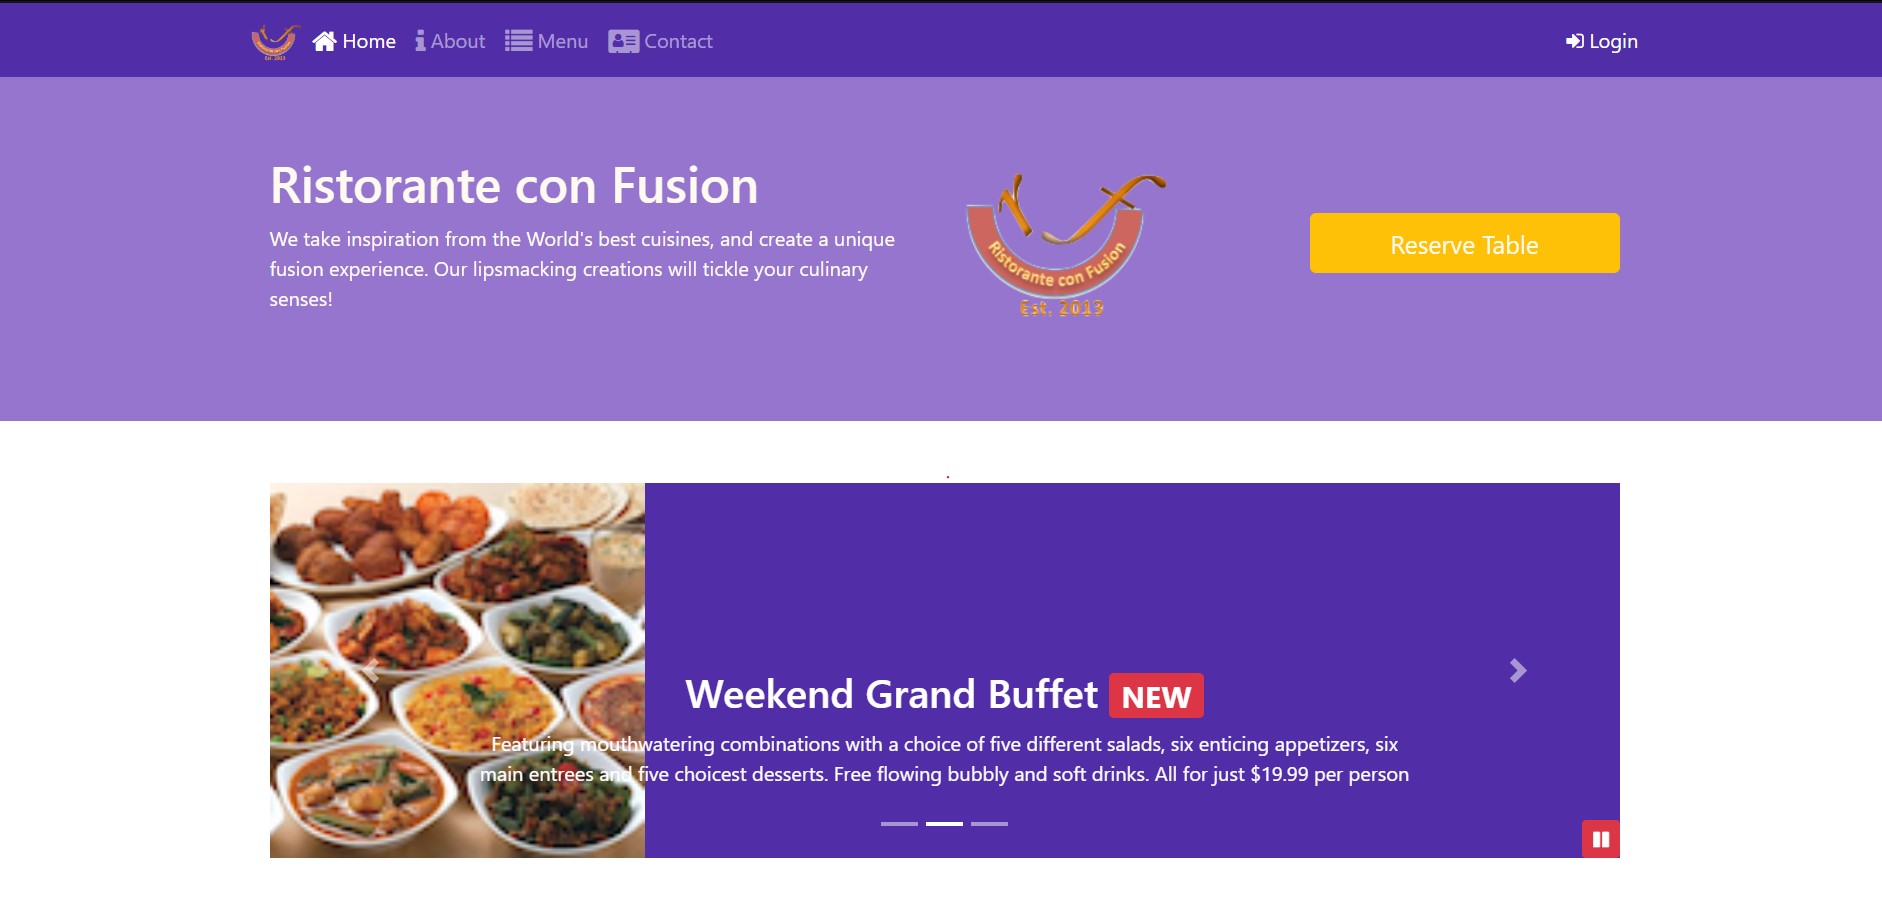 Home About Menu Contact Login
Ristorante con Fusion
We take inspiration from the World's best cuisines, and create a unique
fusion experience. Our lipsmacking creations will tickle your culinary
senses!
Ristorante con Fusion
Est. 2013
Reserve Table
Weekend Grand Buffet NEW
Featuring mouthwatering combinations with a choice of five different salads, six enticing appetizers, six
main entrees and five choicest desserts. Free flowing bubbly and soft drinks. All for just $19.99 per person